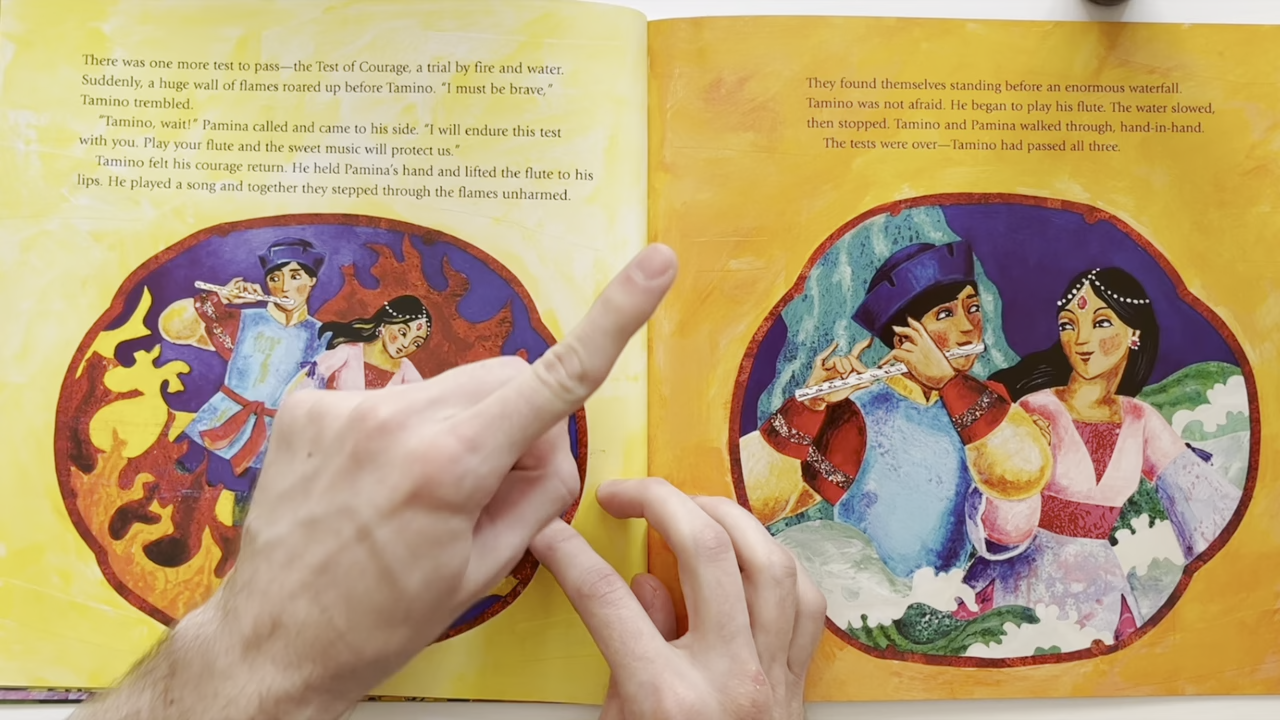 There was one more test to pass—the Test of Courage, a trial by fire and water.
Suddenly, a huge wall of flames roared up before Tamino. "I must be brave,"
Tamino trembled.
"Tamino, wait!" Pamina called and came to his side. "I will endure this test
with you. Play your flute and the sweet music will protect us."
Tamino felt his courage return. He held Pamina's hand and lifted the flute to his
lips. He played a song and together they stepped through the flames unharmed.
They found themselves standing before an enormous waterfall.
Tamino was not afraid. He began to play his flute. The water slowed,
then stopped. Tamino and Pamina walked through, hand-in-hand.
The tests were over—Tamino had passed all three.